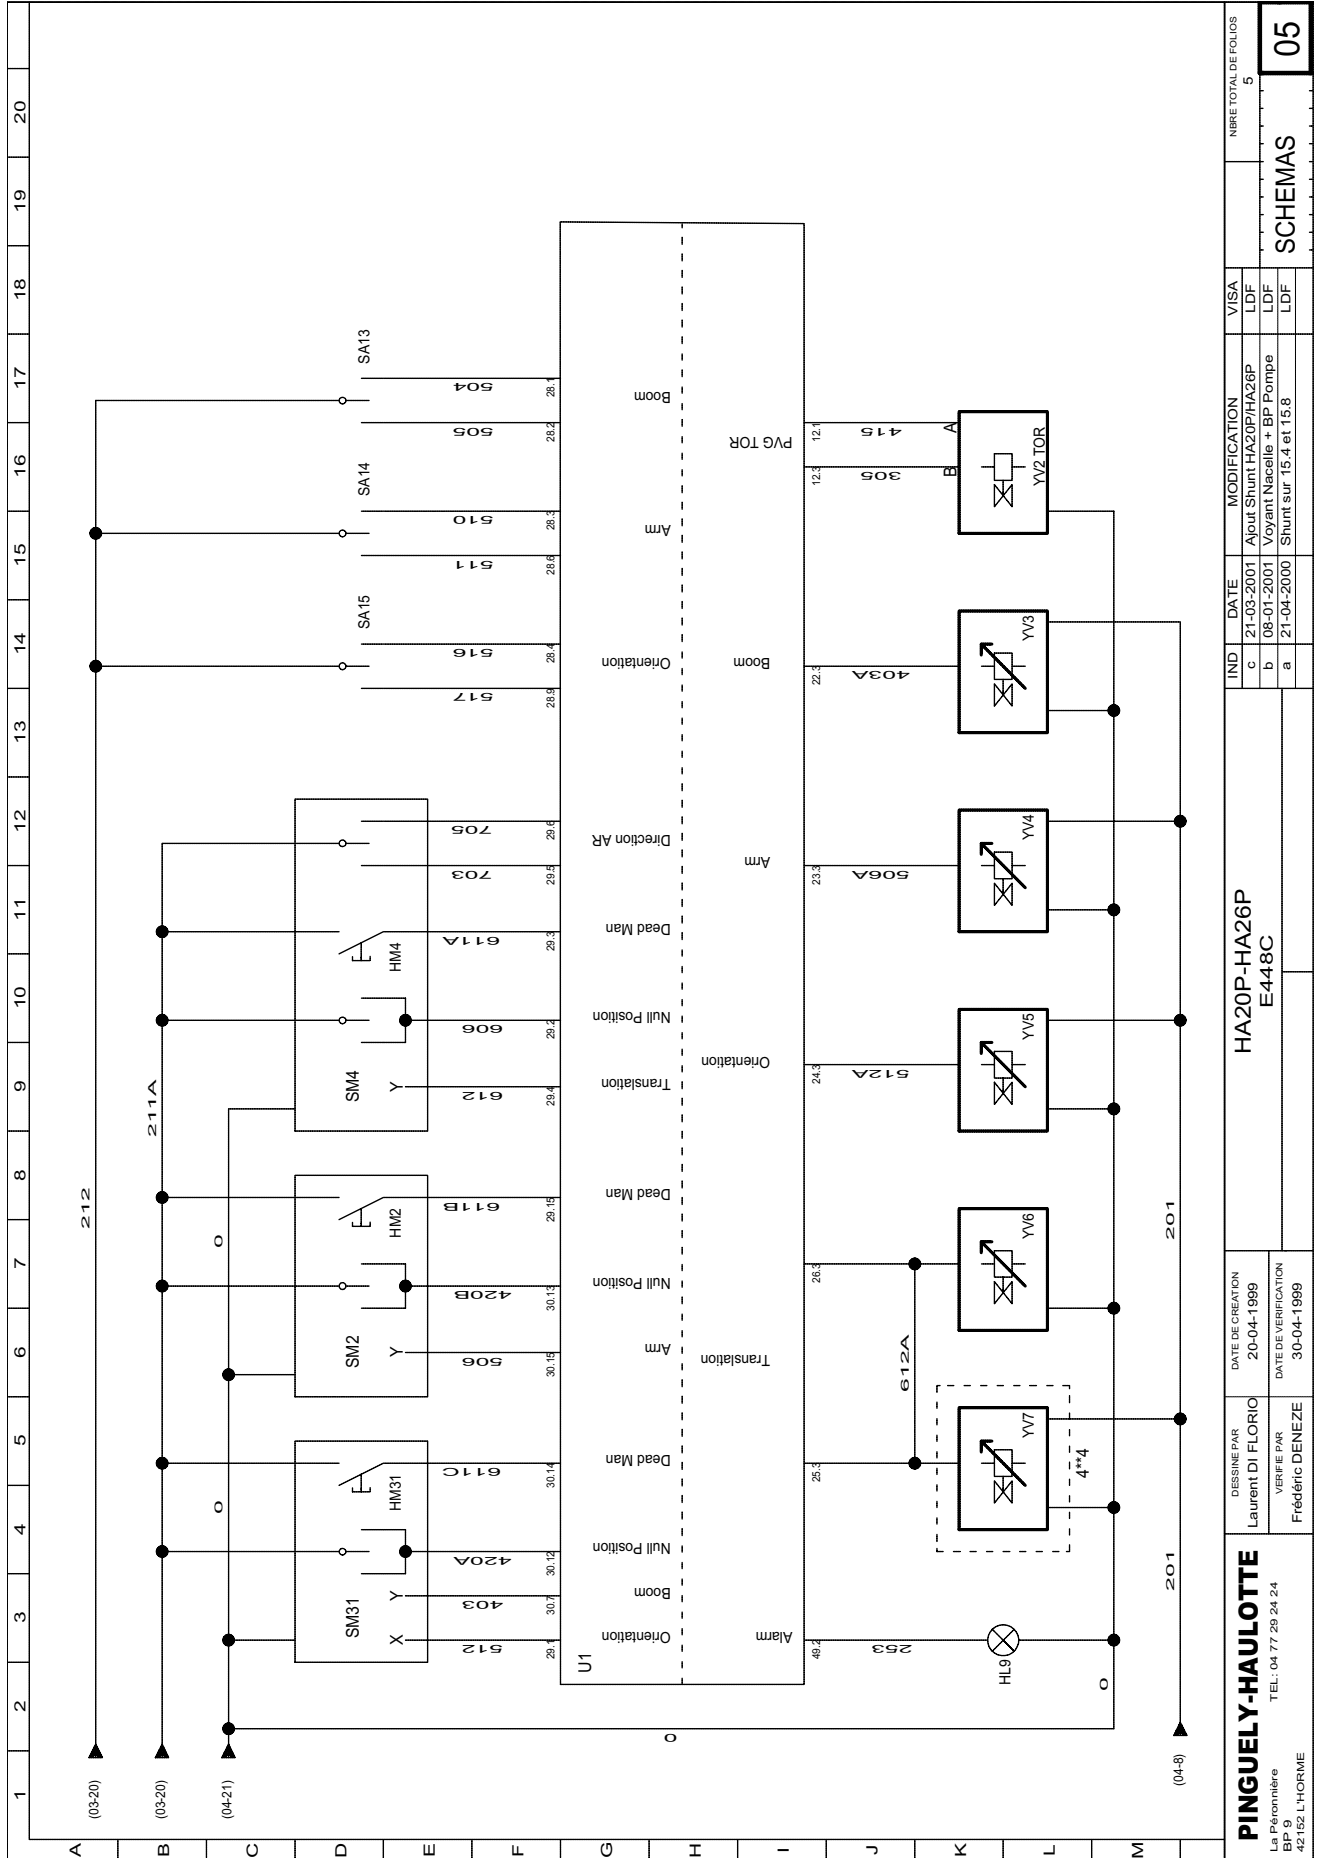 1 2 3 4 5 6 7 8 9 10 11 12 13 14 15 16 17 18 19 20
A
B
C
D
E
F
G
H
I
J
K
L
M
(03-20)
212
(03-20)
211A
(04-21)
0
0
0
SM31
X
Y
HM31
SM2
Y
HM2
SM4
Y
HM4
SA15
SA14
SA13
512
403
420A
611C
506
420B
611B
612
606
611A
703
705
517
516
511
510
505
504
29.1
30.7
30.12
30.14
30.15
30.13
29.15
29.4
29.2
29.3
29.5
29.6
28.9
28.4
28.6
28.3
28.2
28.1
U1
Orientation
Boom
Null Position
Dead Man
Arm
Null Position
Dead Man
Translation
Null Position
Dead Man
Direction AR
Orientation
Arm
Boom
Alarm
Translation
Orientation
Arm
Boom
PVG TOR
49.2
25.3
26.3
24.3
23.3
22.3
12.3
12.1
253
612A
512A
506A
403A
305
415
HL9
YV7
4**4
YV6
YV5
YV4
YV3
B
A
YV2 TOR
0
(04-8)
201
201
PINGUELY-HAULOTTE
La Péronnière
BP 9
42152 L'HORME
TEL: 04 77 29 24 24
DESSINE PAR
Laurent DI FLORIO
VERIFIE PAR
Frédéric DENEZE
DATE DE CREATION
20-04-1999
DATE DE VERIFICATION
30-04-1999
HA20P-HA26P
E448C
IND DATE MODIFICATION VISA
c 21-03-2001 Ajout Shunt HA20P/HA26P LDF
b 08-01-2001 Voyant Nacelle + BP Pompe LDF
a 21-04-2000 Shunt sur 15.4 et 15.8 LDF
NBRE TOTAL DE FOLIOS
5
SCHEMAS
05